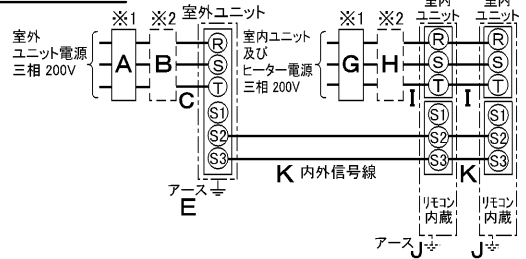 ※1 ※2 室外ユニット ※1 ※2 室内ユニット 室内ユニット
室外
ユニット電源
三相 200V
A B C
R
S
T
S1
S2
S3
アース
E
室内ユニット
及び
ヒーター電源
三相 200V
G H I I
R R
S S
T T
S1 S1
S2 S2
S3 S3
K 内外信号線 K
リモコン
内蔵
リモコン
内蔵
アース J J